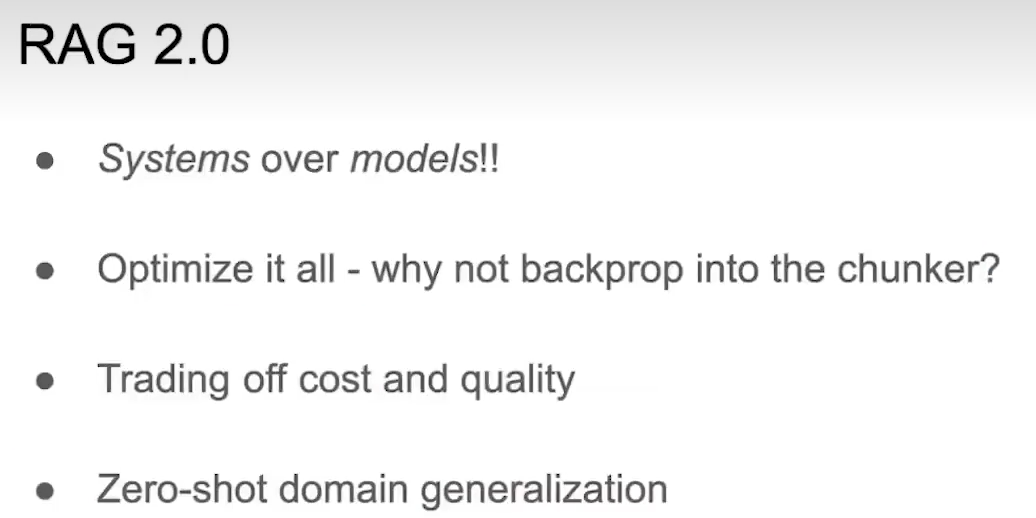 RAG 2.0
● Systems over models!!
● Optimize it all - why not backprop into the chunker?
● Trading off cost and quality
● Zero-shot domain generalization